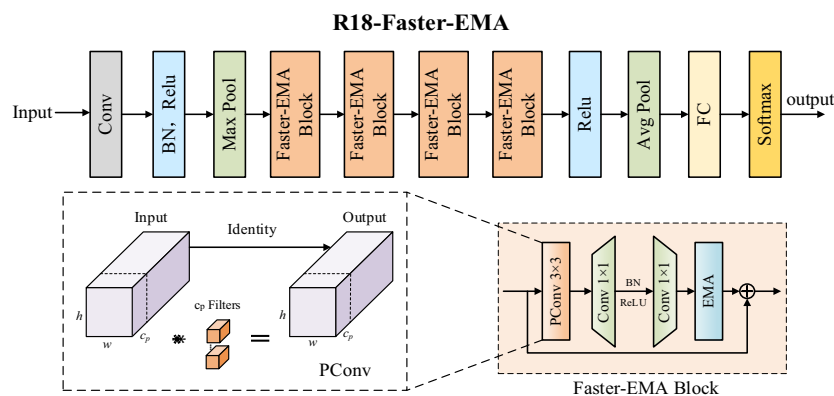 R18-Faster-EMA
Input
Conv
BN, Relu
Max Pool
Faster-EMA
Block
Faster-EMA
Block
Faster-EMA
Block
Faster-EMA
Block
Relu
Avg Pool
FC
Softmax
output
Input
Identity
Output
h
w
cp
*
cp Filters
=
h
w
cp
PConv
PConv 3×3
Conv 1×1
BN
ReLU
Conv 1×1
EMA
Faster-EMA Block